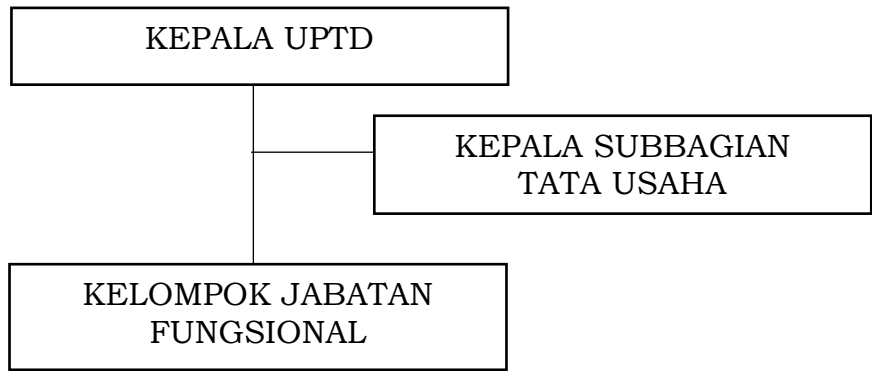 KEPALA UPTD
KEPALA SUBBAGIAN
TATA USAHA
KELOMPOK JABATAN
FUNGSIONAL